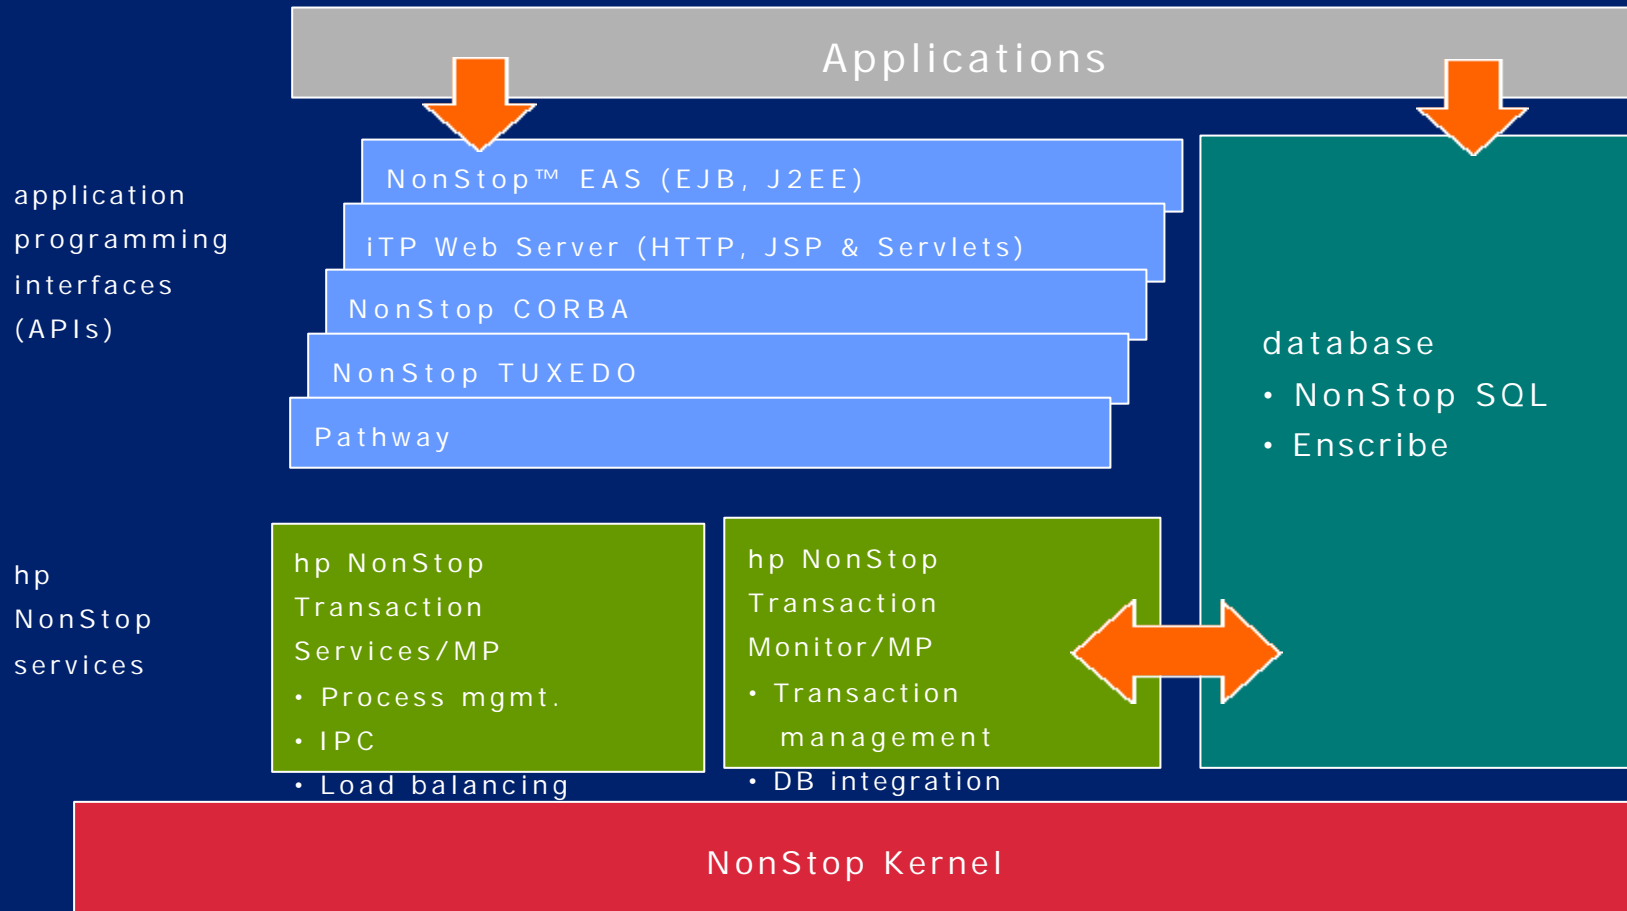 Applications
application
programming
interfaces
(APIs)
NonStop™ EAS (EJB, J2EE)
iTP Web Server (HTTP, JSP & Servlets)
NonStop CORBA
NonStop TUXEDO
Pathway
database
• NonStop SQL
• Enscribe
hp
NonStop
services
hp NonStop
Transaction
Services/MP
• Process mgmt.
• IPC
• Load balancing
hp NonStop
Transaction
Monitor/MP
• Transaction
management
• DB integration
NonStop Kernel